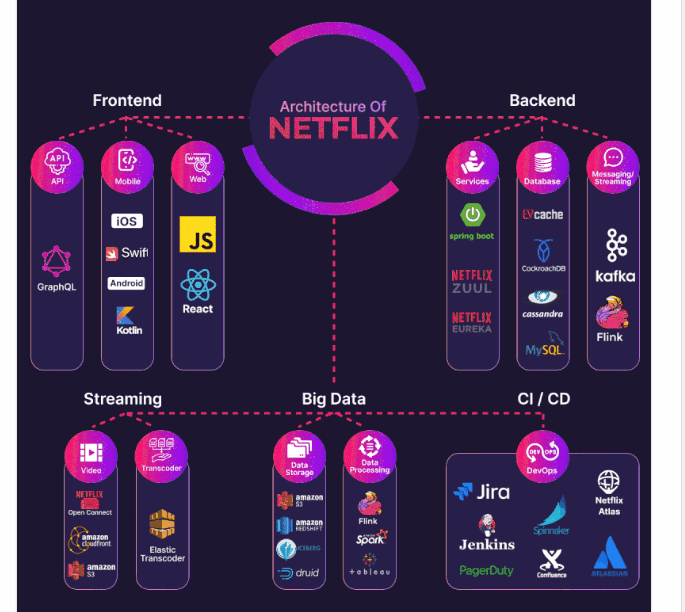 Architecture Of
NETFLIX
Frontend
API
API
GraphQL
Mobile
iOS
Swift
Android
Kotlin
WWW
Web
JS
React
Backend
Services
spring boot
NETFLIX
ZUUL
NETFLIX
EUREKA
Database
EVcache
CockroachDB
cassandra
MySQL
Messaging/
Streaming
kafka
Flink
Streaming
Video
NETFLIX
Open Connect
amazon
cloudfront
amazon
S3
Transcoder
Elastic
Transcoder
Big Data
Data
Storage
amazon
S3
amazon
REDSHIFT
ICEBERG
druid
Data
Processing
Flink
Spark
+ableau
CI / CD
DEV
OPS
DevOps
Jira
Netflix
Atlas
Spinnaker
Jenkins
PagerDuty
Confluence
ATLASSIAN